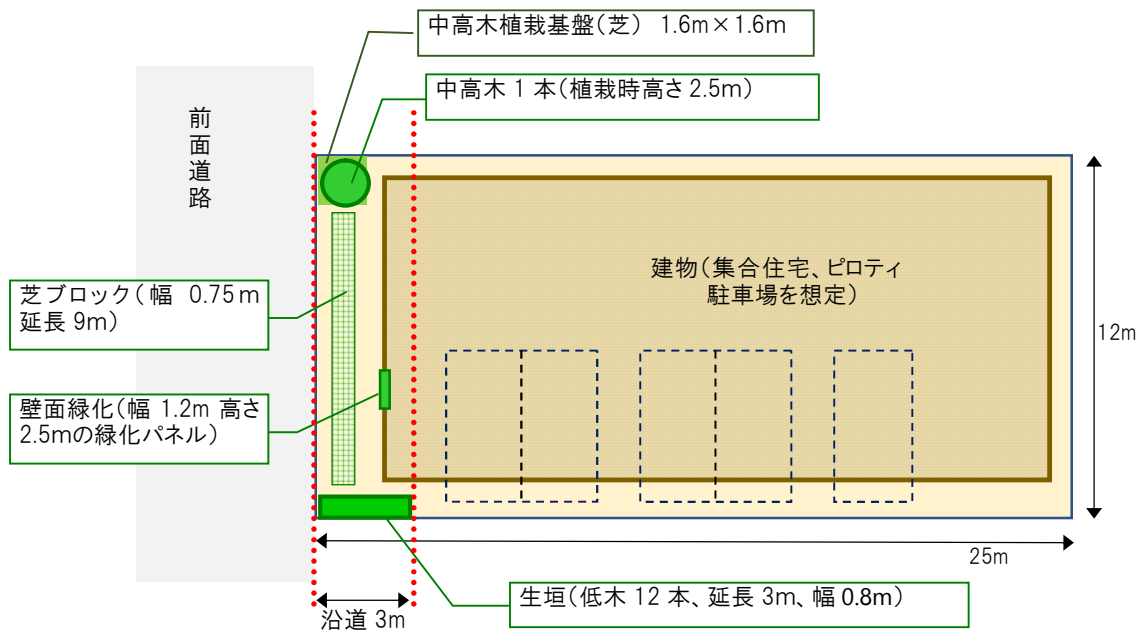 中高木植栽基盤(芝) 1.6m×1.6m
中高木 1 本(植栽時高さ 2.5m)
前面道路
建物(集合住宅、ピロティ
駐車場を想定)
芝ブロック(幅 0.75m
延長 9m)
12m
壁面緑化(幅 1.2m 高さ
2.5mの緑化パネル)
25m
生垣(低木 12 本、延長 3m、幅 0.8m)
沿道 3m